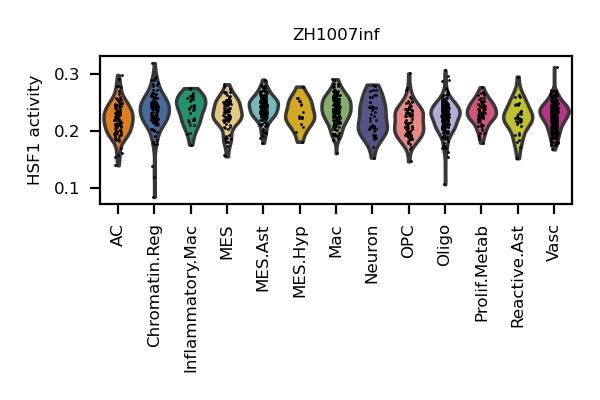 ZH1007inf
HSF1 activity
0.3
0.2
0.1
AC
Chromatin.Reg
Inflammatory.Mac
MES
MES.Ast
MES.Hyp
Mac
Neuron
OPC
Oligo
Prolif.Metab
Reactive.Ast
Vasc